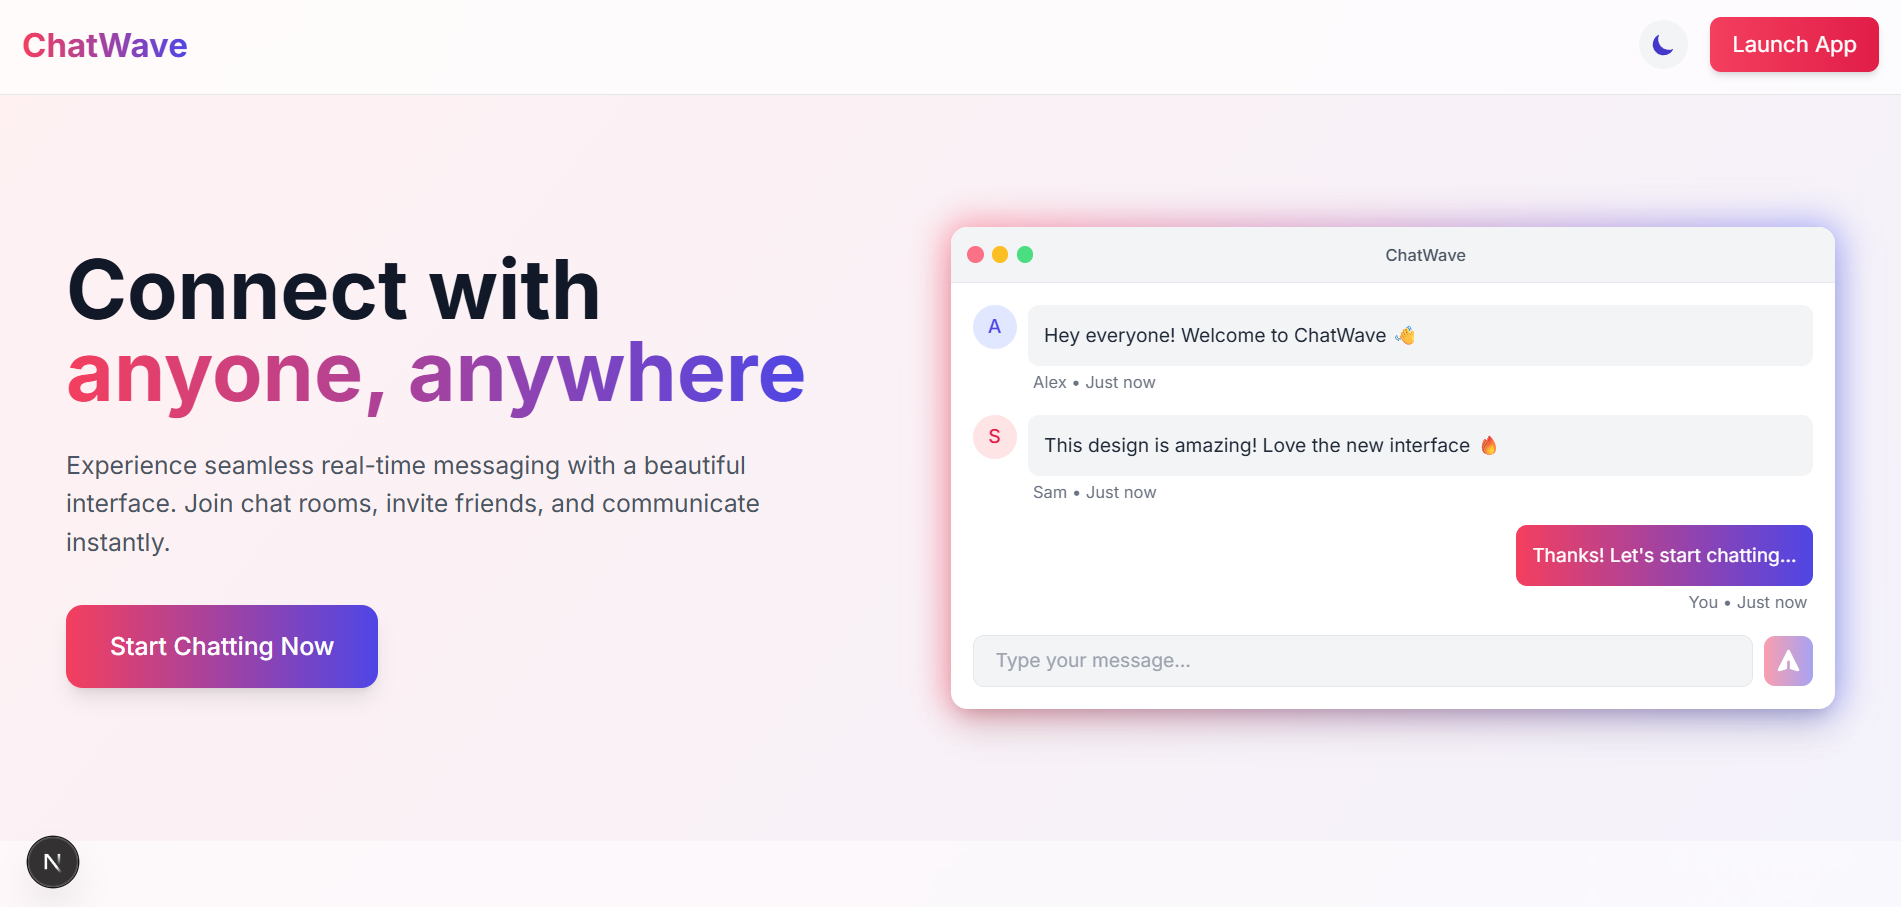 ChatWave
Launch App
Connect with
anyone, anywhere
Experience seamless real-time messaging with a beautiful
interface. Join chat rooms, invite friends, and communicate
instantly.
Start Chatting Now
ChatWave
A
Hey everyone! Welcome to ChatWave 👋
Alex • Just now
S
This design is amazing! Love the new interface 🔥
Sam • Just now
Thanks! Let's start chatting...
You • Just now
Type your message...
N